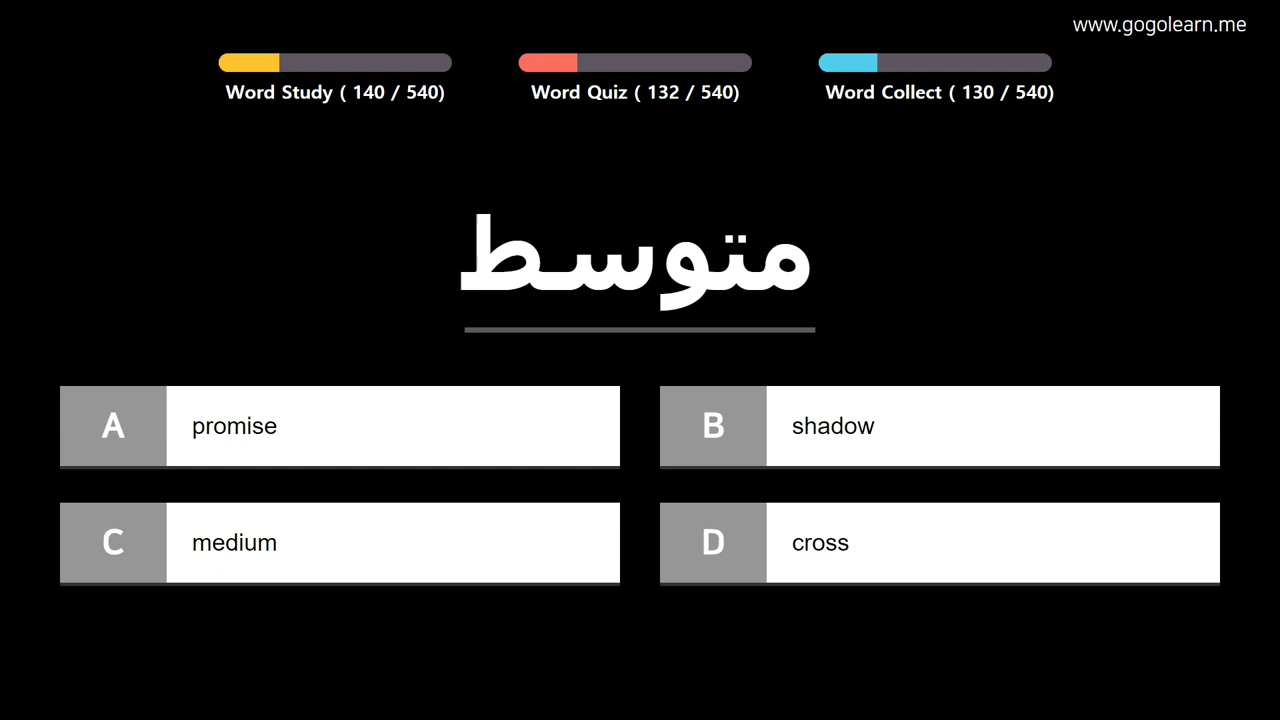 www.gogolearn.me
Word Study ( 140 / 540)
Word Quiz ( 132 / 540)
Word Collect ( 130 / 540)
متوسط
A promise
B shadow
C medium
D cross